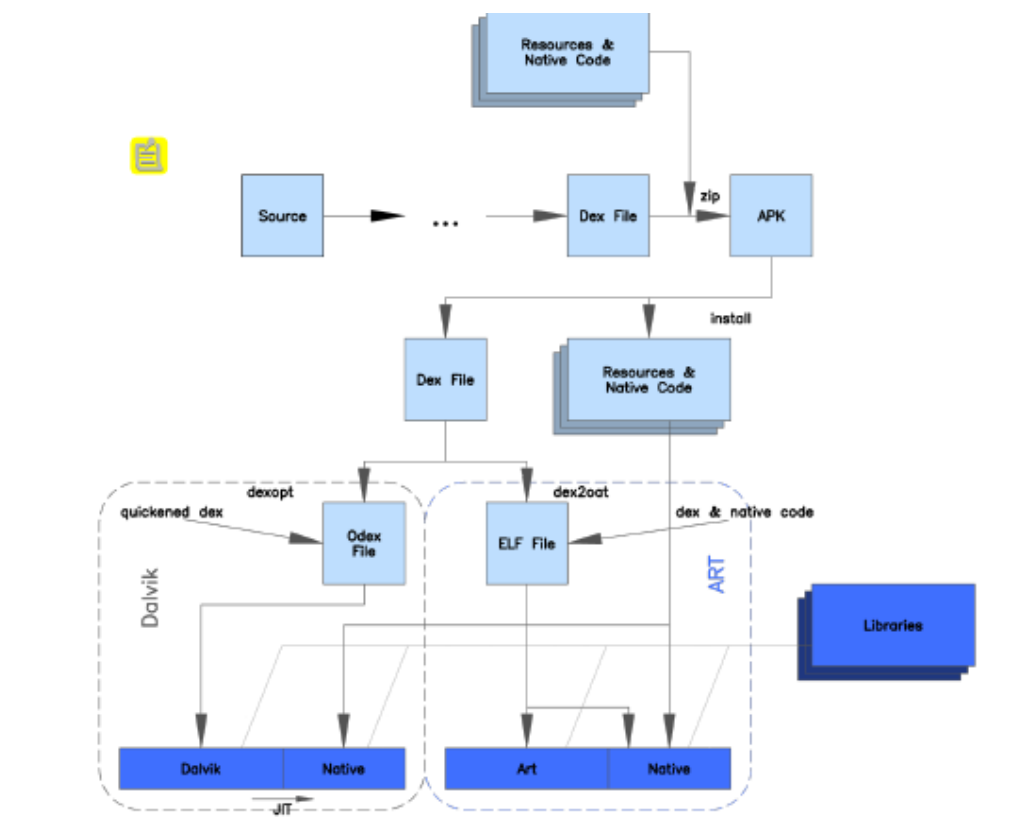 Resources &
Native Code
Source
...
Dex File
zip
APK
install
Dex File
Resources &
Native Code
dexopt
dex2oat
quickened dex
dex & native code
Odex
File
ELF File
Dalvik
ART
Libraries
Dalvik
Native
Art
Native
JIT